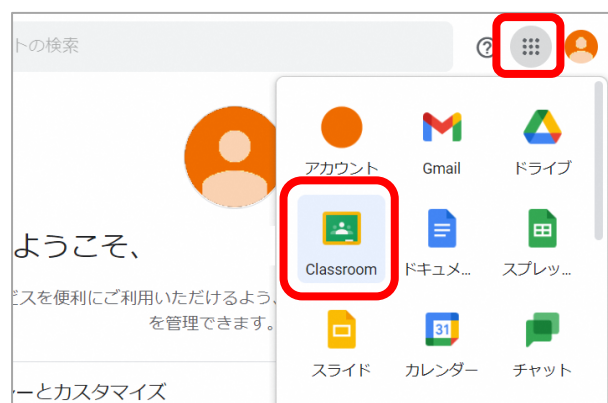 トの検索
アカウント
Gmail
ドライブ
Classroom
ドキュメ...
スプレッ...
スライド
31
カレンダー
チャット
ようこそ、
ビスを便利にご利用いただけるよう、
を管理できます。
ーとカスタマイズ